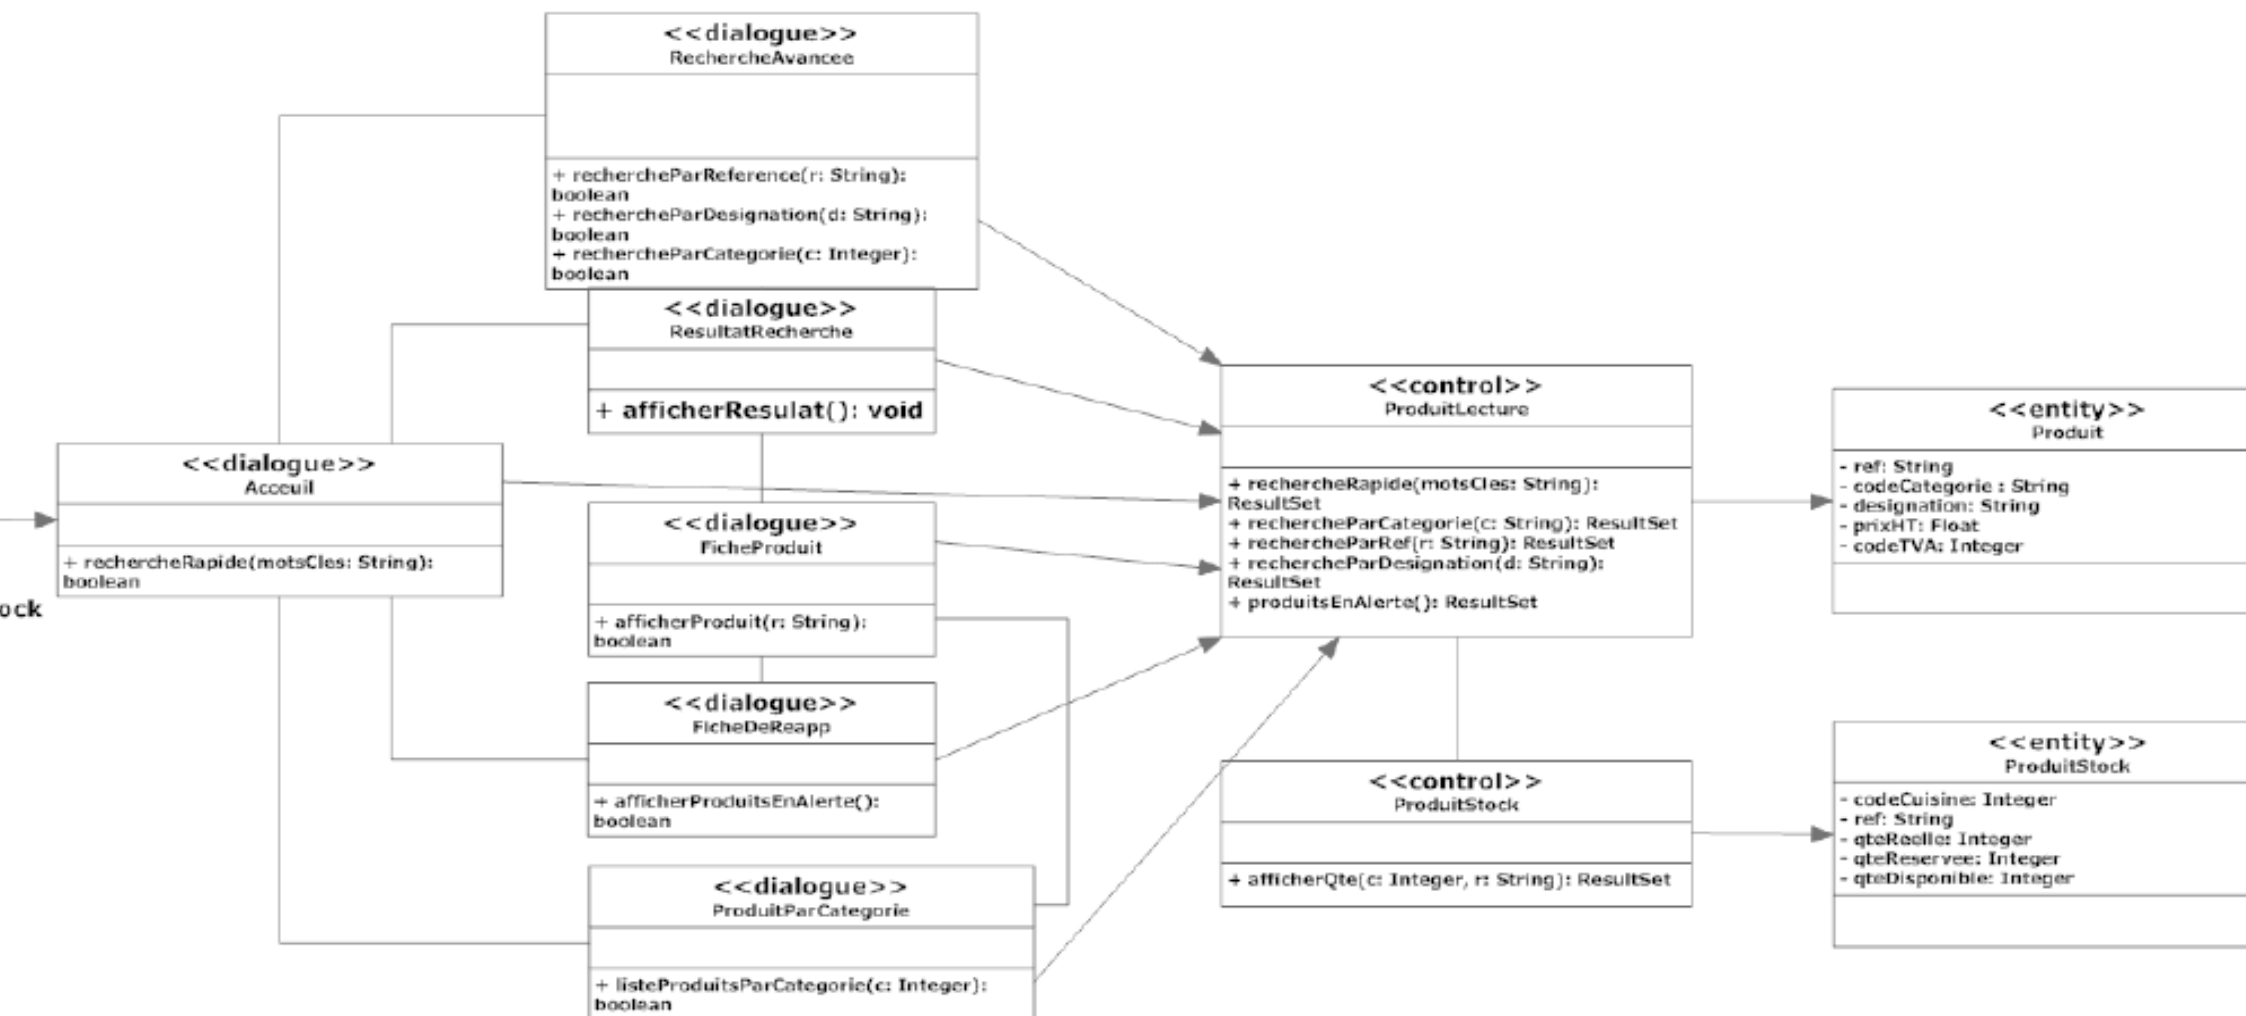 <<dialogue>>
RechercheAvancee
+ rechercheParReference(r: String):
boolean
+ rechercheParDesignation(d: String):
boolean
+ rechercheParCategorie(c: Integer):
boolean
<<dialogue>>
ResultatRecherche
+ afficherResulat(): void
<<dialogue>>
Acceuil
+ rechercheRapide(motsCles: String):
boolean
ock
<<dialogue>>
FicheProduit
+ afficherProduit(r: String):
boolean
<<dialogue>>
FicheDeReapp
+ afficherProduitsEnAlerte():
boolean
<<dialogue>>
ProduitParCategorie
+ listeProduitsParCategorie(c: Integer):
boolean
<<control>>
ProduitLecture
+ rechercheRapide(motsCles: String):
ResultSet
+ rechercheParCategorie(c: String): ResultSet
+ rechercheParRef(r: String): ResultSet
+ rechercheParDesignation(d: String):
ResultSet
+ produitsEnAlerte(): ResultSet
<<control>>
ProduitStock
+ afficherQte(c: Integer, r: String): ResultSet
<<entity>>
Produit
- ref: String
- codeCategorie : String
- designation: String
- prixHT: Float
- codeTVA: Integer
<<entity>>
ProduitStock
- codeCuisine: Integer
- ref: String
- qteReelle: Integer
- qteReservee: Integer
- qteDisponible: Integer